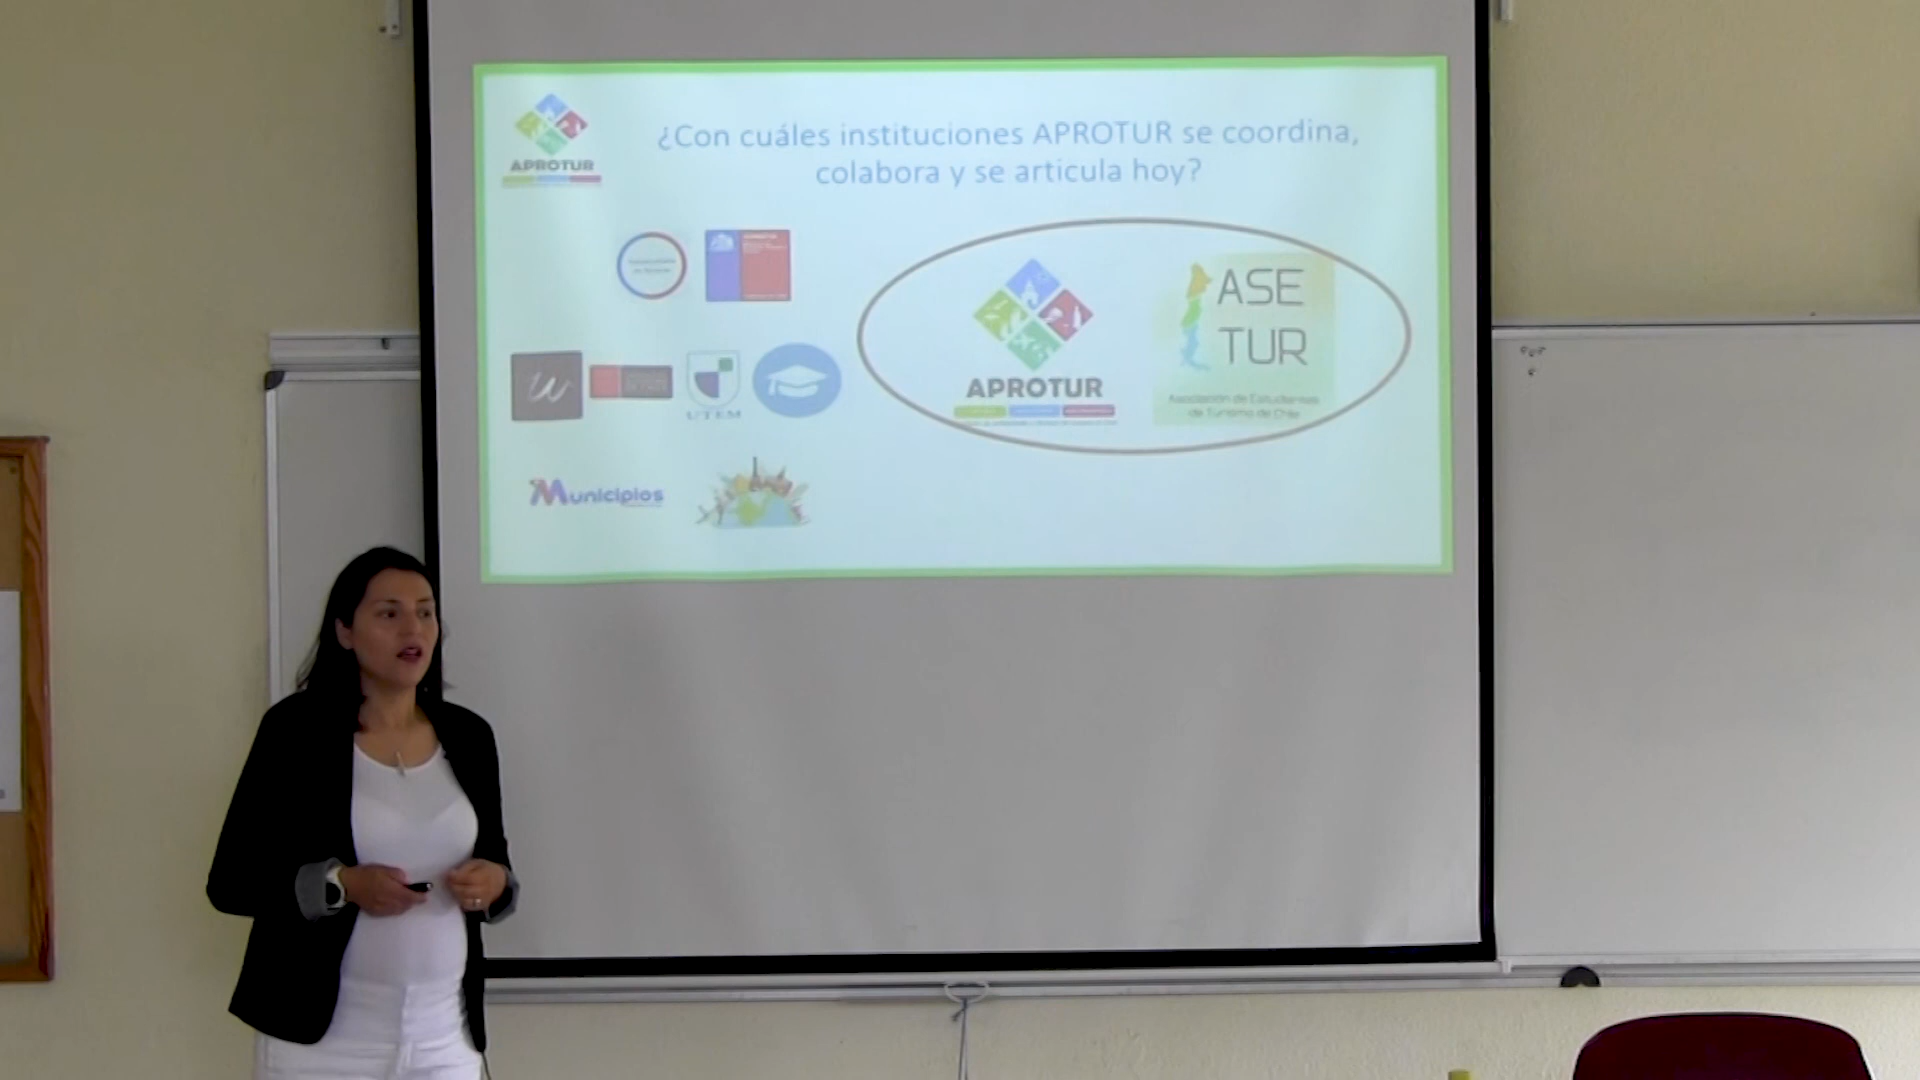 APROTUR
¿Con cuáles instituciones APROTUR se coordina,
colabora y se articula hoy?
ASE
TUR
Asociación de Estudiantes
de Turismo de Chile
APROTUR
UTEM
Municipios